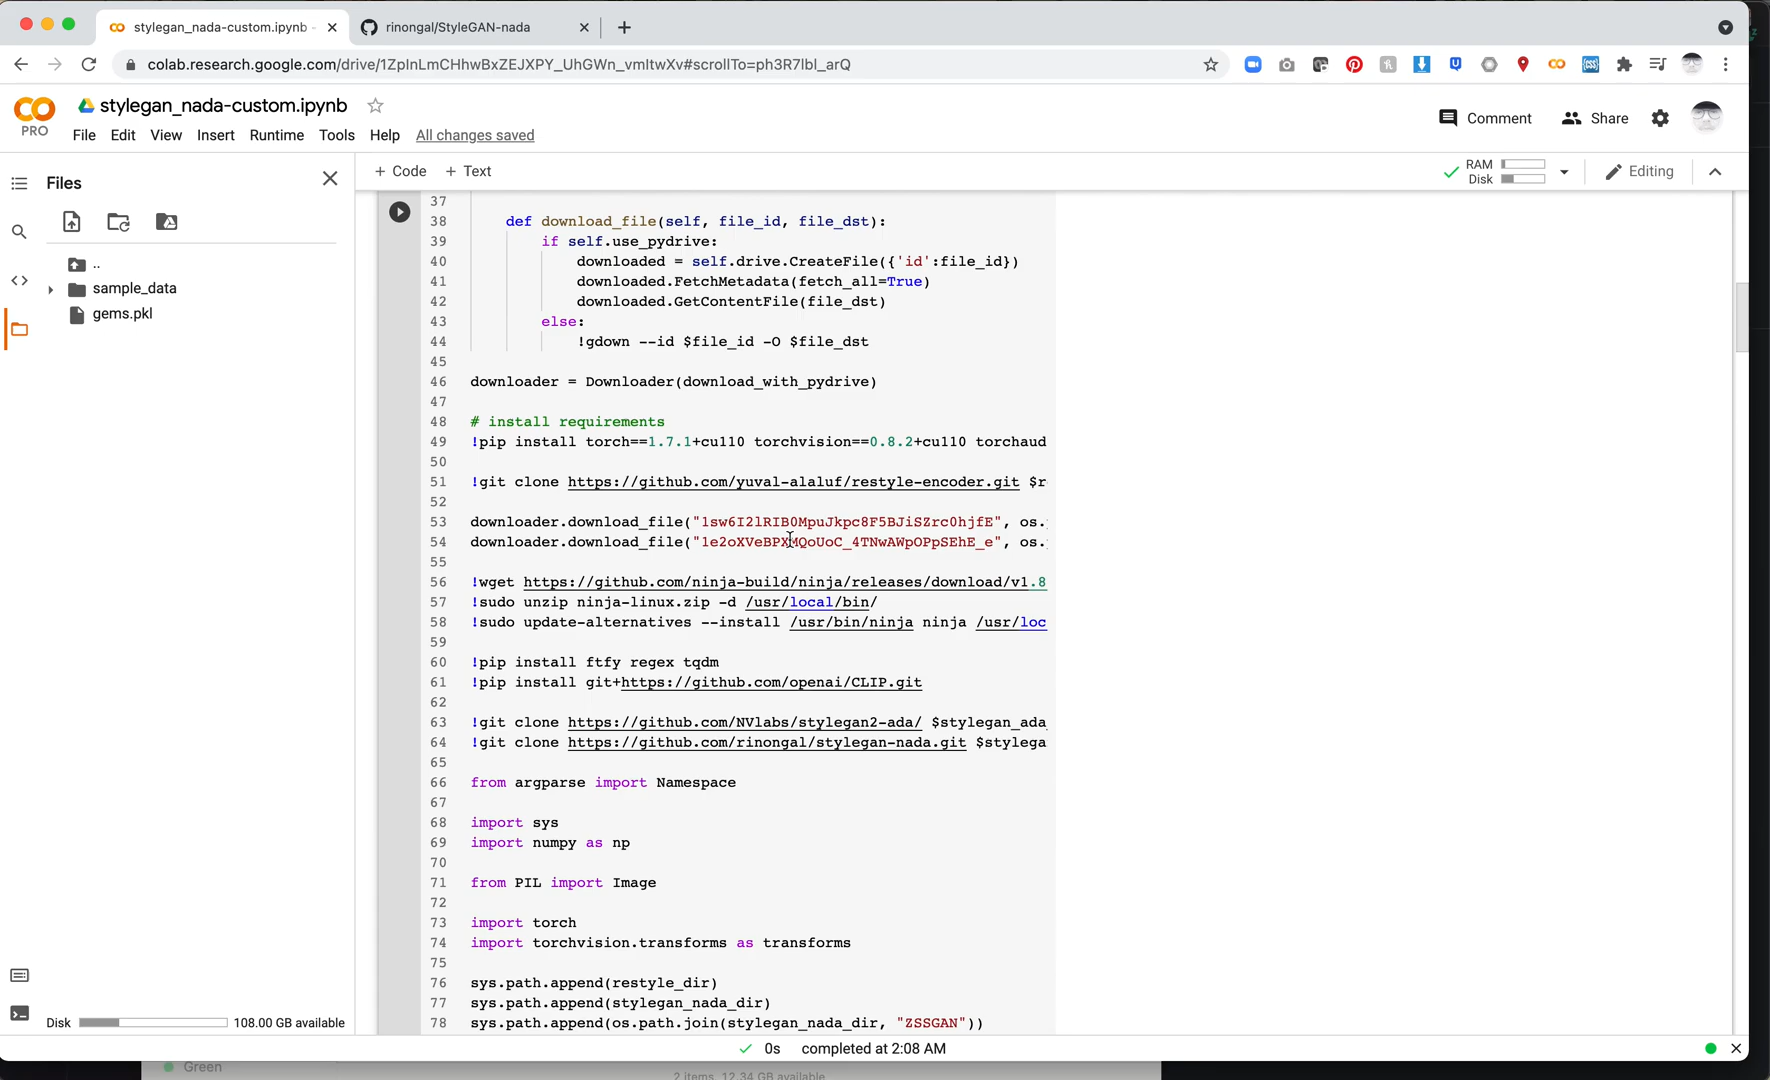 stylegan_nada-custom.ipynb -
rinongal/StyleGAN-nada
colab.research.google.com/drive/1ZpInLmCHhwBxZEJXPY_UhGWn_vmItwXv#scrollTo=ph3R7lbl_arQ
stylegan_nada-custom.ipynb
PRO
File Edit View Insert Runtime Tools Help All changes saved
Comment Share
Files
+ Code + Text
RAM
Disk
Editing
..
sample_data
gems.pkl
37
38 def download_file(self, file_id, file_dst):
39 if self.use_pydrive:
40 downloaded = self.drive.CreateFile({'id':file_id})
41 downloaded.FetchMetadata(fetch_all=True)
42 downloaded.GetContentFile(file_dst)
43 else:
44 !gdown --id $file_id -O $file_dst
45
46 downloader = Downloader(download_with_pydrive)
47
48 # install requirements
49 !pip install torch==1.7.1+cu110 torchvision==0.8.2+cu110 torchaud
50
51 !git clone https://github.com/yuval-alaluf/restyle-encoder.git $r
52
53 downloader.download_file("1sw6I2lRIB0MpuJkpc8F5BJiSZrc0hjfE", os.
54 downloader.download_file("1e2oXVeBPXMQoUoC_4TNwAWpOPpSEhE_e", os.
55
56 !wget https://github.com/ninja-build/ninja/releases/download/v1.8
57 !sudo unzip ninja-linux.zip -d /usr/local/bin/
58 !sudo update-alternatives --install /usr/bin/ninja ninja /usr/loc
59
60 !pip install ftfy regex tqdm
61 !pip install git+https://github.com/openai/CLIP.git
62
63 !git clone https://github.com/NVlabs/stylegan2-ada/ $stylegan_ada_
64 !git clone https://github.com/rinongal/stylegan-nada.git $stylega
65
66 from argparse import Namespace
67
68 import sys
69 import numpy as np
70
71 from PIL import Image
72
73 import torch
74 import torchvision.transforms as transforms
75
76 sys.path.append(restyle_dir)
77 sys.path.append(stylegan_nada_dir)
78 sys.path.append(os.path.join(stylegan_nada_dir, "ZSSGAN"))
Disk 108.00 GB available
0s completed at 2:08 AM
Green
2 items, 12.34 GB available